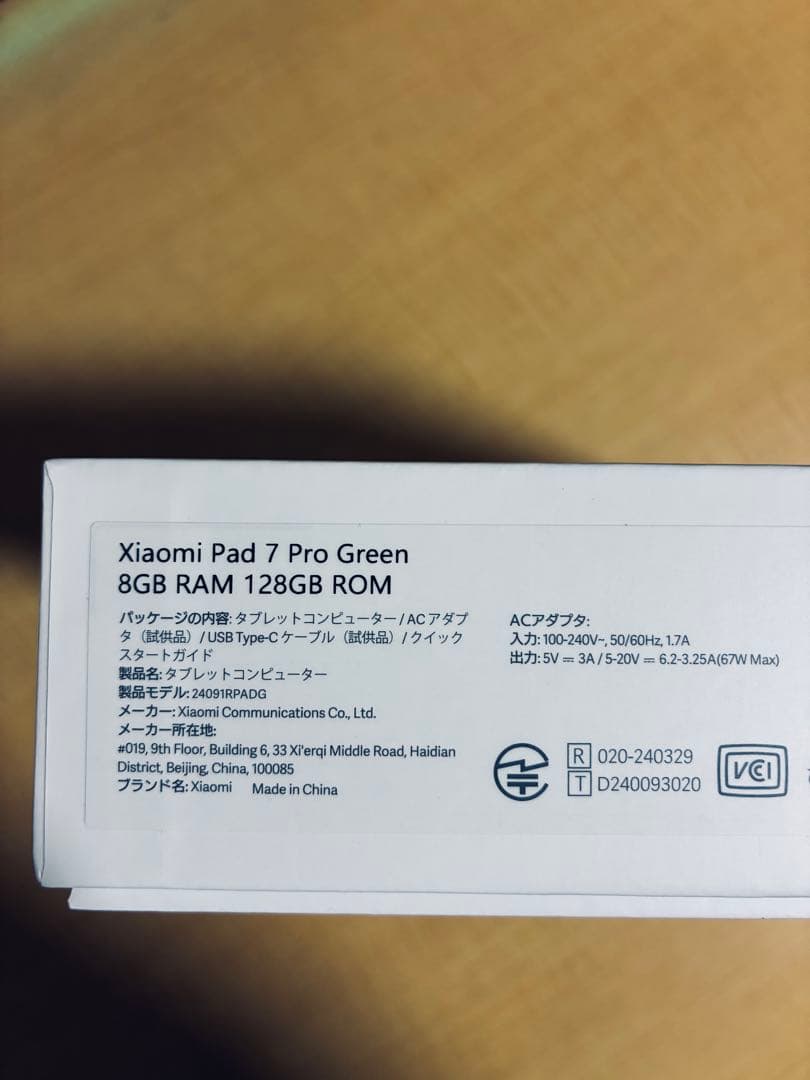 Xiaomi Pad 7 Pro Green
8GB RAM 128GB ROM
パッケージの内容: タブレットコンピューター / AC アダプ
タ（試供品）/ USB Type-C ケーブル（試供品）/ クイック
スタートガイド
製品名: タブレットコンピューター
製品モデル: 24091RPADG
メーカー: Xiaomi Communications Co., Ltd.
メーカー所在地:
#019, 9th Floor, Building 6, 33 Xi'erqi Middle Road, Haidian
District, Beijing, China, 100085
ブランド名: Xiaomi Made in China
ACアダプタ:
入力: 100-240V~, 50/60Hz, 1.7A
出力: 5V ⎓ 3A / 5-20V ⎓ 6.2-3.25A(67W Max)
R 020-240329
T D240093020
VCCI